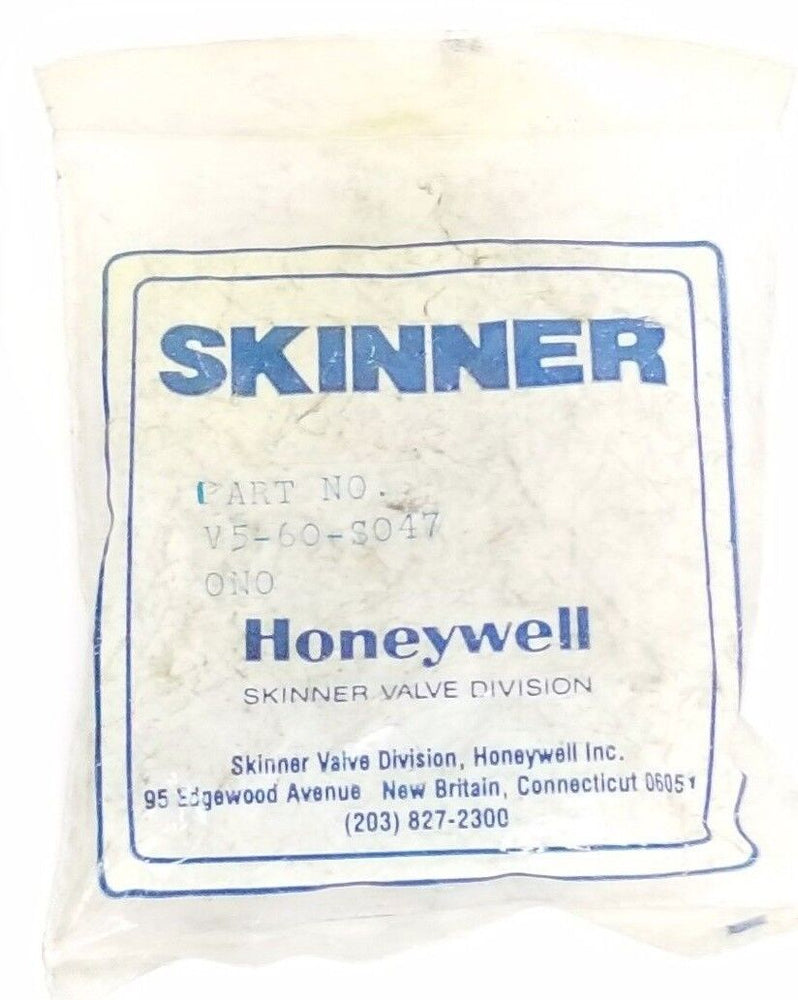 SKINNER
PART NO.
V5-60-S047
ONO
Honeywell
SKINNER VALVE DIVISION
Skinner Valve Division, Honeywell Inc.
95 Edgewood Avenue New Britain, Connecticut 06051
(203) 827-2300